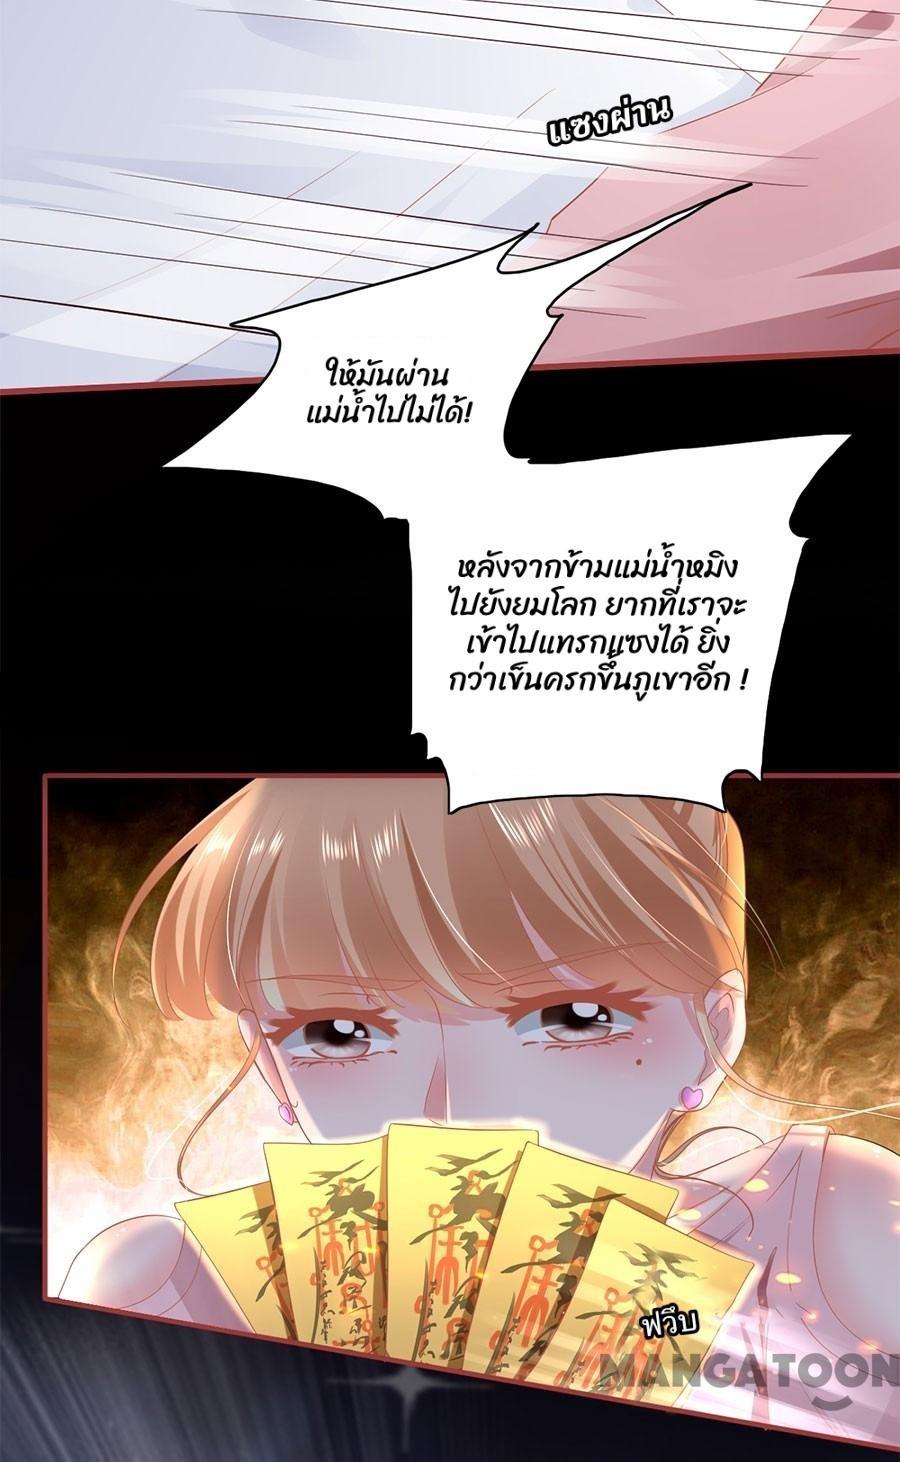 แซงผ่าน
ให้มันผ่าน
แม่น้ำไปไม่ได้!
หลังจากข้ามแม่น้ำหมิง
ไปยังยมโลก ยากที่เราจะ
เข้าไปแทรกแซงได้ ยิ่ง
กว่าเข็นครกขึ้นภูเขาอีก !
ฟวึบ
MANGATOON